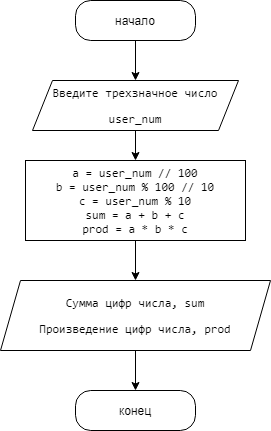 начало
Введите трехзначное число
user_num
a = user_num // 100
b = user_num % 100 // 10
c = user_num % 10
sum = a + b + c
prod = a * b * c
Сумма цифр числа, sum
Произведение цифр числа, prod
конец